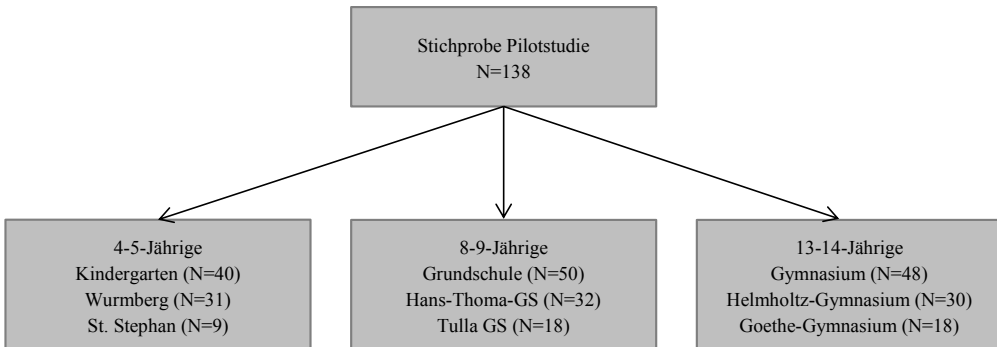 Stichprobe Pilotstudie
N=138
4-5-Jährige
Kindergarten (N=40)
Wurmberg (N=31)
St. Stephan (N=9)
8-9-Jährige
Grundschule (N=50)
Hans-Thoma-GS (N=32)
Tulla GS (N=18)
13-14-Jährige
Gymnasium (N=48)
Helmholtz-Gymnasium (N=30)
Goethe-Gymnasium (N=18)